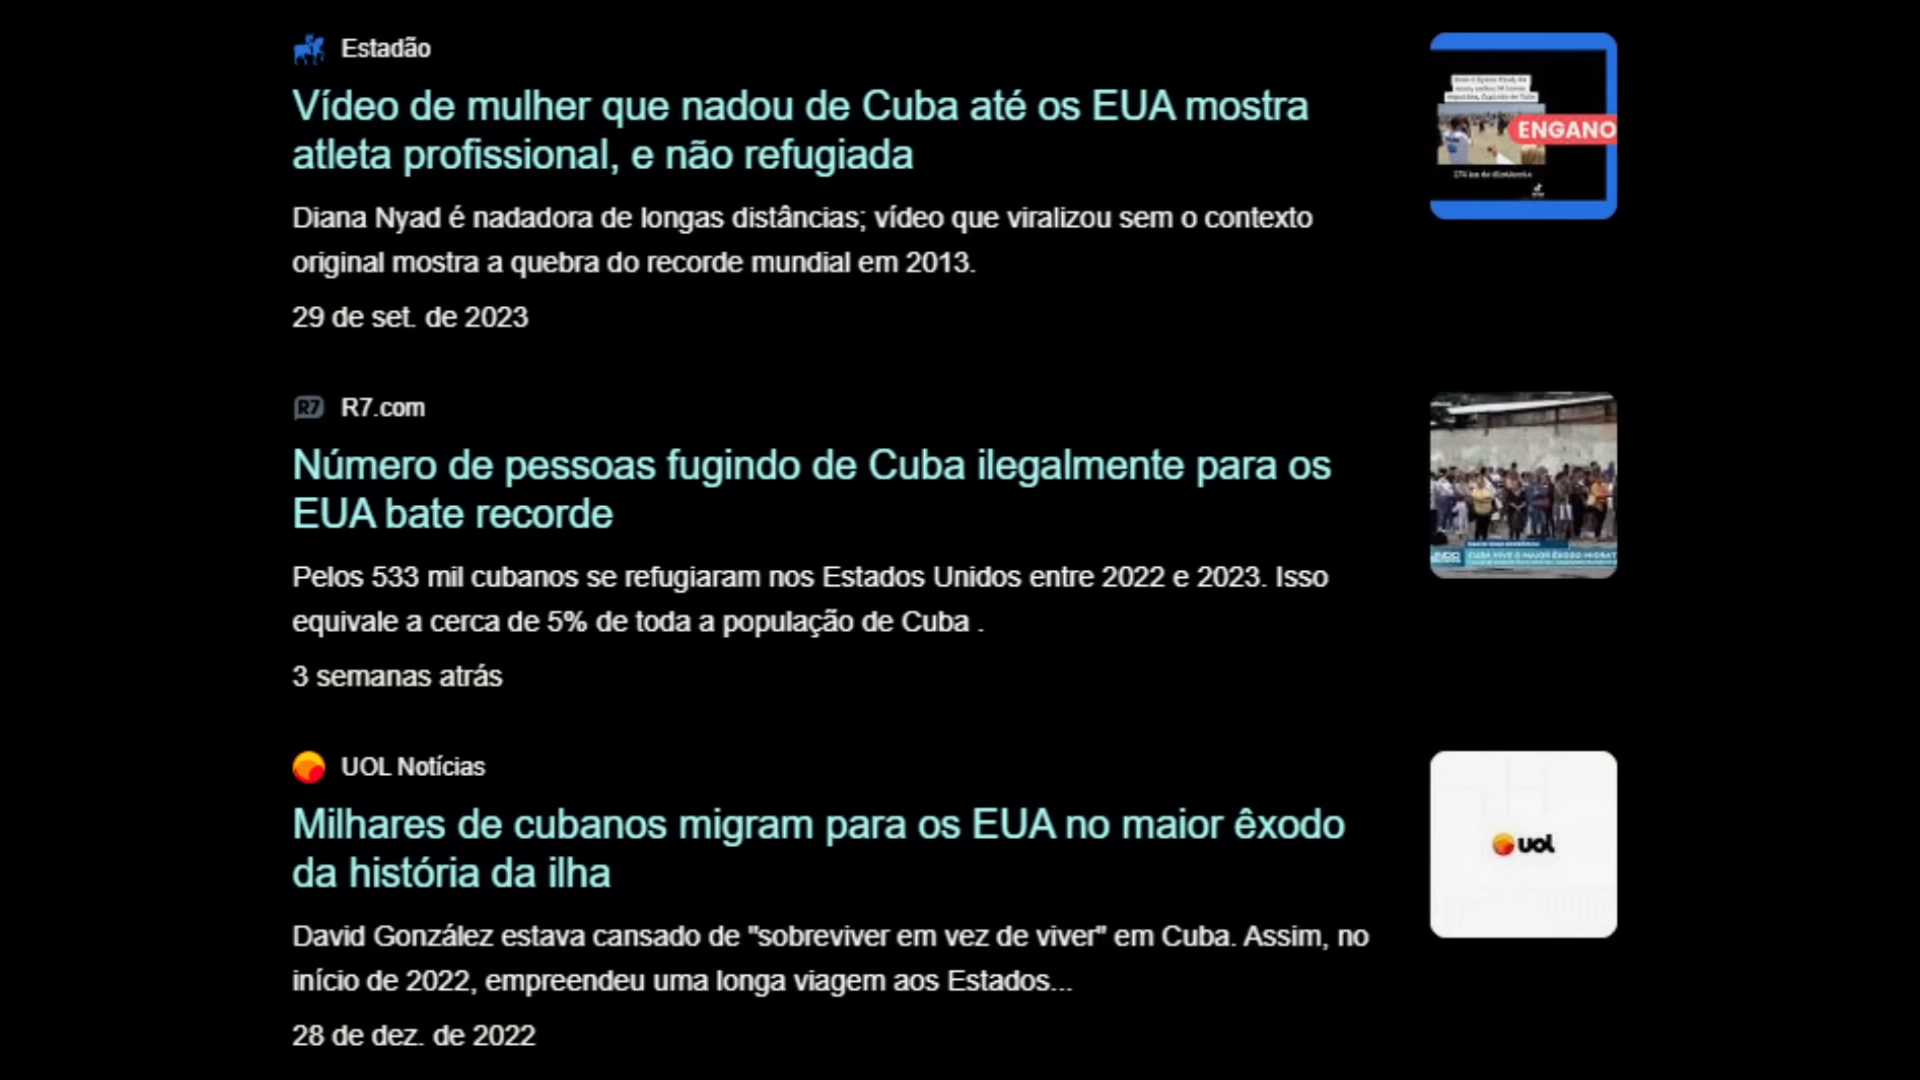 Estadão
Vídeo de mulher que nadou de Cuba até os EUA mostra
atleta profissional, e não refugiada
Diana Nyad é nadadora de longas distâncias; vídeo que viralizou sem o contexto
original mostra a quebra do recorde mundial em 2013.
29 de set. de 2023
ENGANO
R7 R7.com
Número de pessoas fugindo de Cuba ilegalmente para os
EUA bate recorde
Pelos 533 mil cubanos se refugiaram nos Estados Unidos entre 2022 e 2023. Isso
equivale a cerca de 5% de toda a população de Cuba .
3 semanas atrás
CUBA VIVE O MAIOR ÊXODO MIGRAT
UOL Notícias
Milhares de cubanos migram para os EUA no maior êxodo
da história da ilha
David González estava cansado de "sobreviver em vez de viver" em Cuba. Assim, no
início de 2022, empreendeu uma longa viagem aos Estados...
28 de dez. de 2022
uol